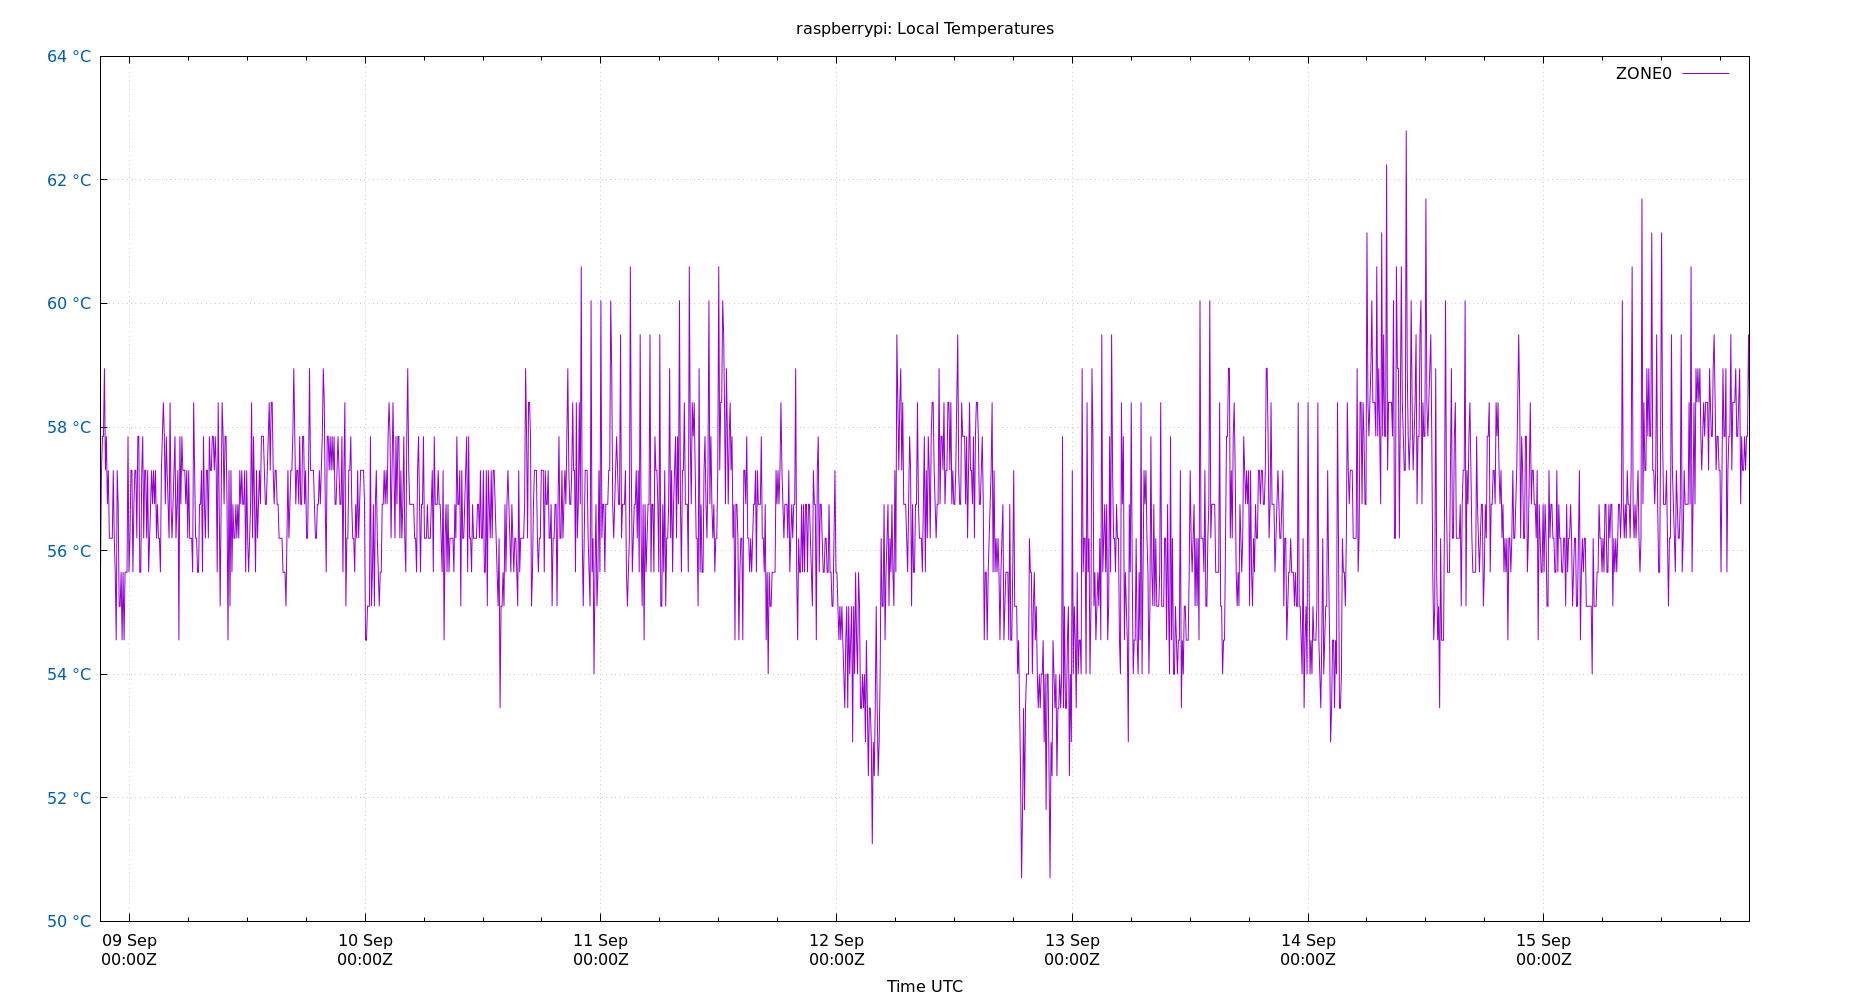 raspberrypi: Local Temperatures
64 °C
ZONE0
62 °C
60 °C
58 °C
56 °C
54 °C
52 °C
50 °C
09 Sep 10 Sep 11 Sep 12 Sep 13 Sep 14 Sep 15 Sep
00:00Z 00:00Z 00:00Z 00:00Z 00:00Z 00:00Z 00:00Z
Time UTC